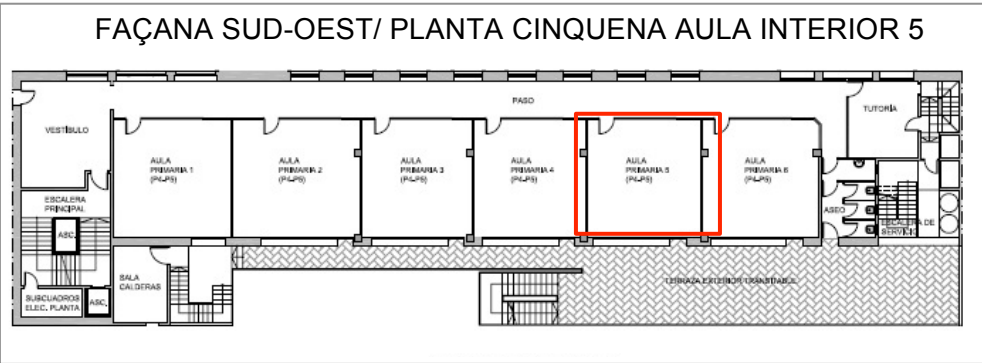 FAÇANA SUD-OEST/ PLANTA CINQUENA AULA INTERIOR 5
PASO
TUTORÍA
VESTÍBULO
AULA
PRIMARIA 1
(P4-P5)
AULA
PRIMARIA 2
(P4-P5)
AULA
PRIMARIA 3
(P4-P5)
AULA
PRIMARIA 4
(P4-P5)
AULA
PRIMARIA 5
(P4-P5)
AULA
PRIMARIA 6
(P4-P5)
ESCALERA
PRINCIPAL
ASC.
ASEO
ESCALERA DE
SERVICIO
SALA
CALDERAS
TERRAZA EXTERIOR TRANSITABLE
SUBCUADROS
ELEC. PLANTA
ASC.